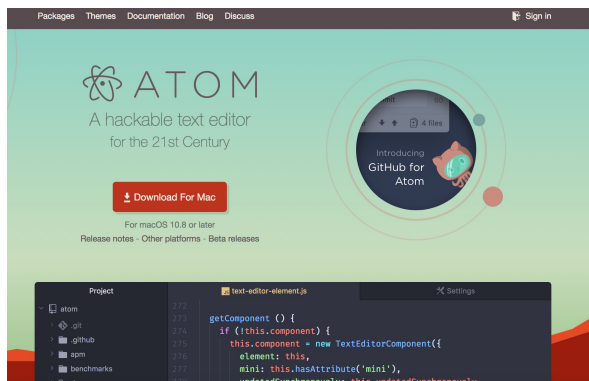 Packages Themes Documentation Blog Discuss Sign in
ATOM
A hackable text editor
for the 21st Century
Download For Mac
For macOS 10.8 or later
Release notes - Other platforms - Beta releases
4 files
Introducing
GitHub for
Atom
Project
text-editor-element.js
Settings
atom
.git
.github
apm
benchmarks
272
273 getComponent () {
274 if (!this.component) {
275 this.component = new TextEditorComponent({
276 element: this,
277 mini: this.hasAttribute('mini'),